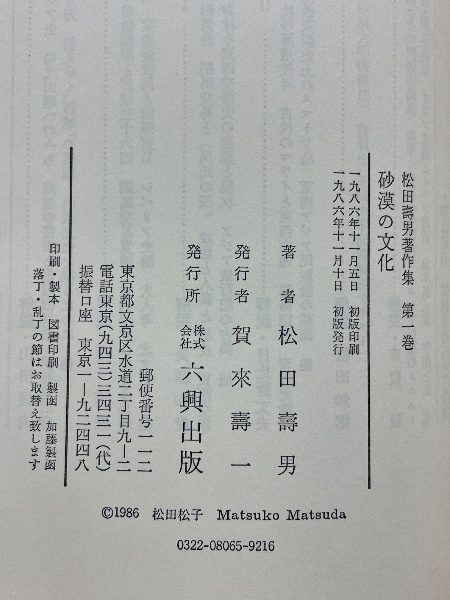 松田壽男著作集 第一巻
砂漠の文化
一九八六年十一月五日 初版印刷
一九八六年十一月十日 初版発行
著者 松田壽男
発行者 賀來壽一
発行所 株式会社 六興出版
郵便番号一一二
東京都文京区水道二丁目九ー二
電話東京(九四三)三四三一(代)
振替口座 東京一ー九二四四八
印刷・製本 図書印刷 製函 加藤製函
落丁・乱丁の節はお取替え致します
©1986 松田松子 Matsuko Matsuda
0322-08065-9216